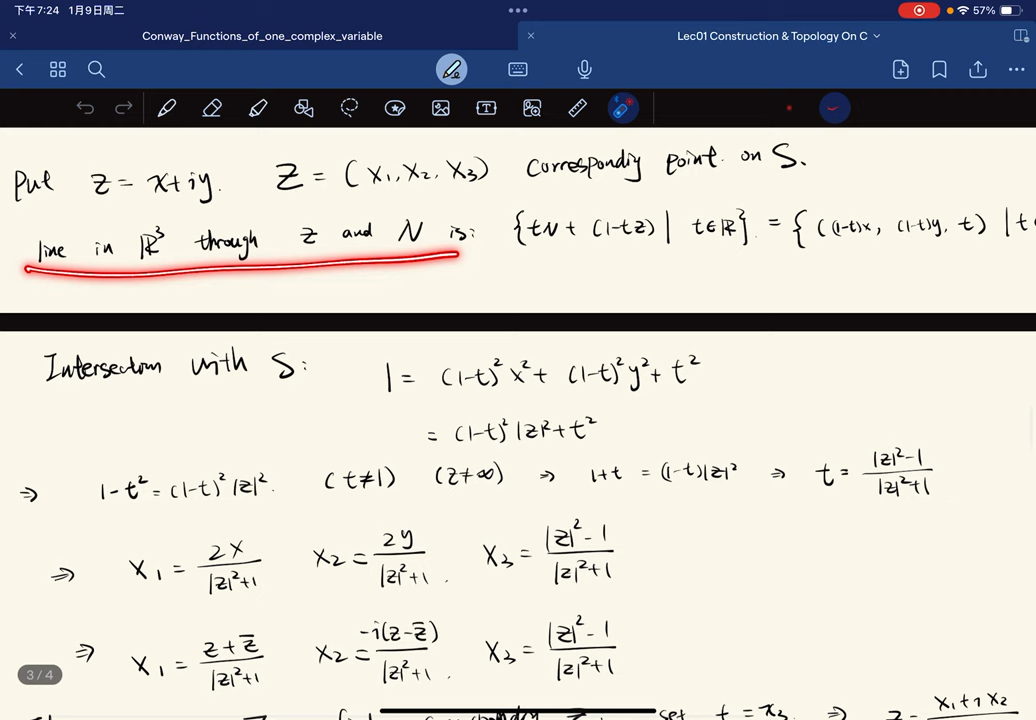 下午7:24 1月9日周二 57%
Conway_Functions_of_one_complex_variable
Lec01 Construction & Topology On C
Put z = x+iy. Z = (x₁, x₂, x₃) corresponding point on S.
line in ℝ³ through z and N is: {tN + (1-tz) | t∈ℝ} = { ((1-t)x, (1-t)y, t) | t
Intersection with S: 1 = (1-t)²x² + (1-t)²y² + t²
= (1-t)²|z|² + t²
⇒ 1-t² = (1-t)²|z|². (t≠1) (z≠∞) ⇒ 1+t = (1-t)|z|² ⇒ t = (|z|²-1)/(|z|²+1)
⇒ x₁ = 2x/(|z|²+1) x₂ = 2y/(|z|²+1). x₃ = (|z|²-1)/(|z|²+1)
⇒ x₁ = (z+z̄)/(|z|²+1) x₂ = -i(z-z̄)/(|z|²+1). x₃ = (|z|²-1)/(|z|²+1)
3/4
set t = x₃ ⇒